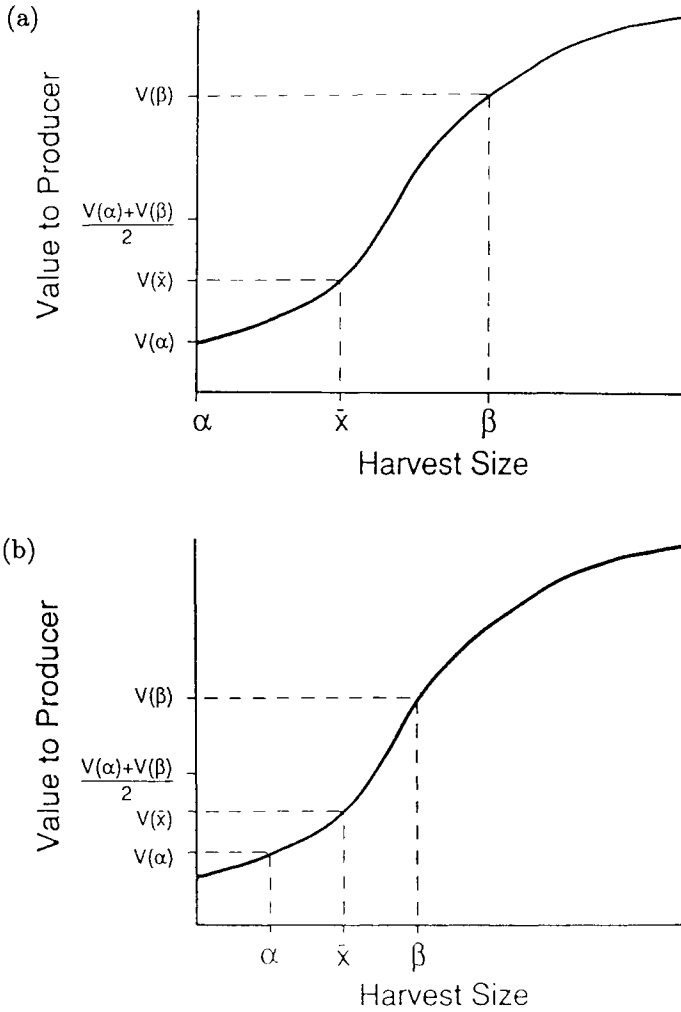 (a)
Value to Producer
V(β)
V(α)+V(β)
2
V(x̄)
V(α)
α x̄ β
Harvest Size
(b)
Value to Producer
V(β)
V(α)+V(β)
2
V(x̄)
V(α)
α x̄ β
Harvest Size